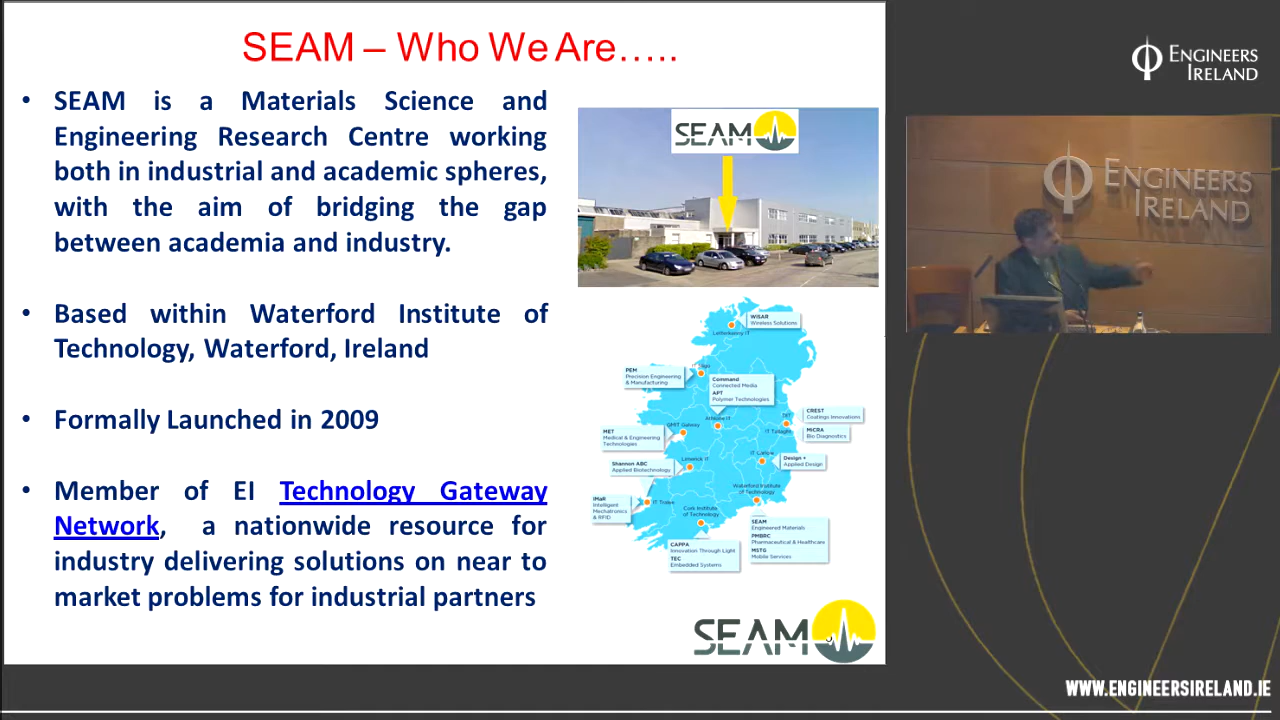 SEAM – Who We Are…..
• SEAM is a Materials Science and
Engineering Research Centre working
both in industrial and academic spheres,
with the aim of bridging the gap
between academia and industry.
• Based within Waterford Institute of
Technology, Waterford, Ireland
• Formally Launched in 2009
• Member of EI Technology Gateway
Network, a nationwide resource for
industry delivering solutions on near to
market problems for industrial partners
SEAM
WiSAR
Wireless Solutions
Letterkenny IT
PEM
Precision Engineering
& Manufacturing
Command
Connected Media
APT
Polymer Technologies
Athlone IT
CREST
Coatings Innovations
DIT
MiCRA
Bio Diagnostics
IT Tallaght
MET
Medical & Engineering
Technologies
GMIT Galway
Shannon ABC
Applied Biotechnology
Limerick IT
Design +
Applied Design
IT Carlow
IMaR
Intelligent
Mechatronics
& RFID
IT Tralee
Waterford Institute
of Technology
Cork Institute
of Technology
SEAM
Engineered Materials
PMBRC
Pharmaceutical & Healthcare
MSTG
Mobile Services
CAPPA
Innovation Through Light
TEC
Embedded Systems
SEAM
ENGINEERS
IRELAND
ENGINEERS
IRELAND
WWW.ENGINEERSIRELAND.IE